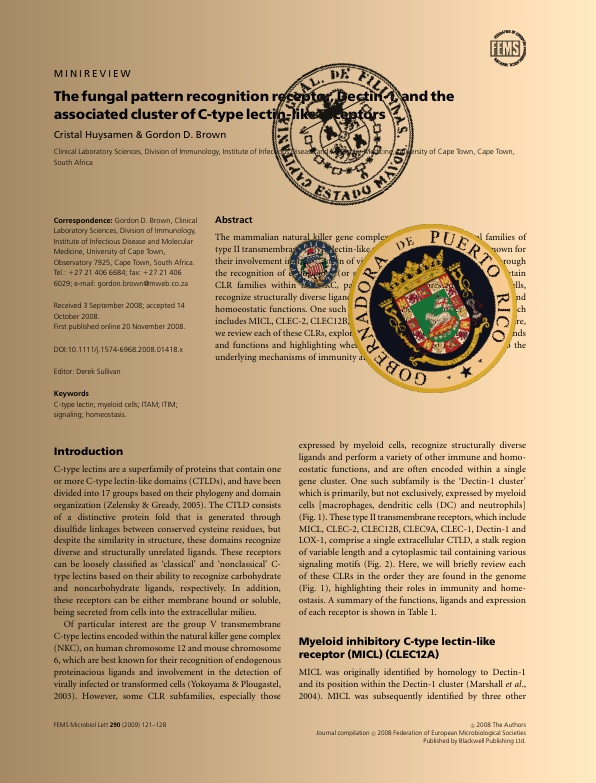 FEMS
MINIREVIEW
The fungal pattern recognition receptor, Dectin-1, and the
associated cluster of C-type lectin-like receptors
Cristal Huysamen & Gordon D. Brown
Clinical Laboratory Sciences, Division of Immunology, Institute of Infectious Disease and Medicine, University of Cape Town, Cape Town,
South Africa
CAPITANIA GRAL. DE FILIPINAS
ESTADO MAYOR
GOBERNADORA DE PUERTO RICO
Correspondence: Gordon D. Brown, Clinical
Laboratory Sciences, Division of Immunology,
Institute of Infectious Disease and Molecular
Medicine, University of Cape Town,
Observatory 7925, Cape Town, South Africa.
Tel.: +27 21 406 6684; fax: +27 21 406
6029; e-mail: gordon.brown@mweb.co.za
Received 3 September 2008; accepted 14
October 2008.
First published online 20 November 2008.
DOI:10.1111/j.1574-6968.2008.01418.x
Editor: Derek Sullivan
Keywords
C-type lectin; myeloid cells; ITAM; ITIM;
signaling; homeostasis.
Abstract
The mammalian natural killer gene complex families of
type II transmembrane lectin-like known for
their involvement in of through
the recognition of (or
CLR families within cells,
recognize structurally diverse ligands
and homeostatic functions. One such which
includes MICL, CLEC-2, CLEC12B,
we review each of these CLRs, ligands
and functions and highlighting the
underlying mechanisms of immunity
Introduction
C-type lectins are a superfamily of proteins that contain one
or more C-type lectin-like domains (CTLDs), and have been
divided into 17 groups based on their phylogeny and domain
organization (Zelensky & Gready, 2005). The CTLD consists
of a distinctive protein fold that is generated through
disulfide linkages between conserved cysteine residues, but
despite the similarity in structure, these domains recognize
diverse and structurally unrelated ligands. These receptors
can be loosely classified as ‘classical’ and ‘nonclassical’ C-
type lectins based on their ability to recognize carbohydrate
and noncarbohydrate ligands, respectively. In addition,
these receptors can be either membrane bound or soluble,
being secreted from cells into the extracellular milieu.
Of particular interest are the group V transmembrane
C-type lectins encoded within the natural killer gene complex
(NKC), on human chromosome 12 and mouse chromosome
6, which are best known for their recognition of endogenous
proteinacious ligands and involvement in the detection of
virally infected or transformed cells (Yokoyama & Plougastel,
2003). However, some CLR subfamilies, especially those
expressed by myeloid cells, recognize structurally diverse
ligands and perform a variety of other immune and homo-
eostatic functions, and are often encoded within a single
gene cluster. One such subfamily is the ‘Dectin-1 cluster’
which is primarily, but not exclusively, expressed by myeloid
cells [macrophages, dendritic cells (DC) and neutrophils]
(Fig. 1). These type II transmembrane receptors, which include
MICL, CLEC-2, CLEC12B, CLEC9A, CLEC-1, Dectin-1 and
LOX-1, comprise a single extracellular CTLD, a stalk region
of variable length and a cytoplasmic tail containing various
signaling motifs (Fig. 2). Here, we will briefly review each
of these CLRs in the order they are found in the genome
(Fig. 1), highlighting their roles in immunity and home-
ostasis. A summary of the functions, ligands and expression
of each receptor is shown in Table 1.
Myeloid inhibitory C-type lectin-like
receptor (MICL) (CLEC12A)
MICL was originally identified by homology to Dectin-1
and its position within the Dectin-1 cluster (Marshall et al.,
2004). MICL was subsequently identified by three other
FEMS Microbiol Lett 290 (2009) 121–128
© 2008 The Authors
Journal compilation © 2008 Federation of European Microbiological Societies
Published by Blackwell Publishing Ltd.